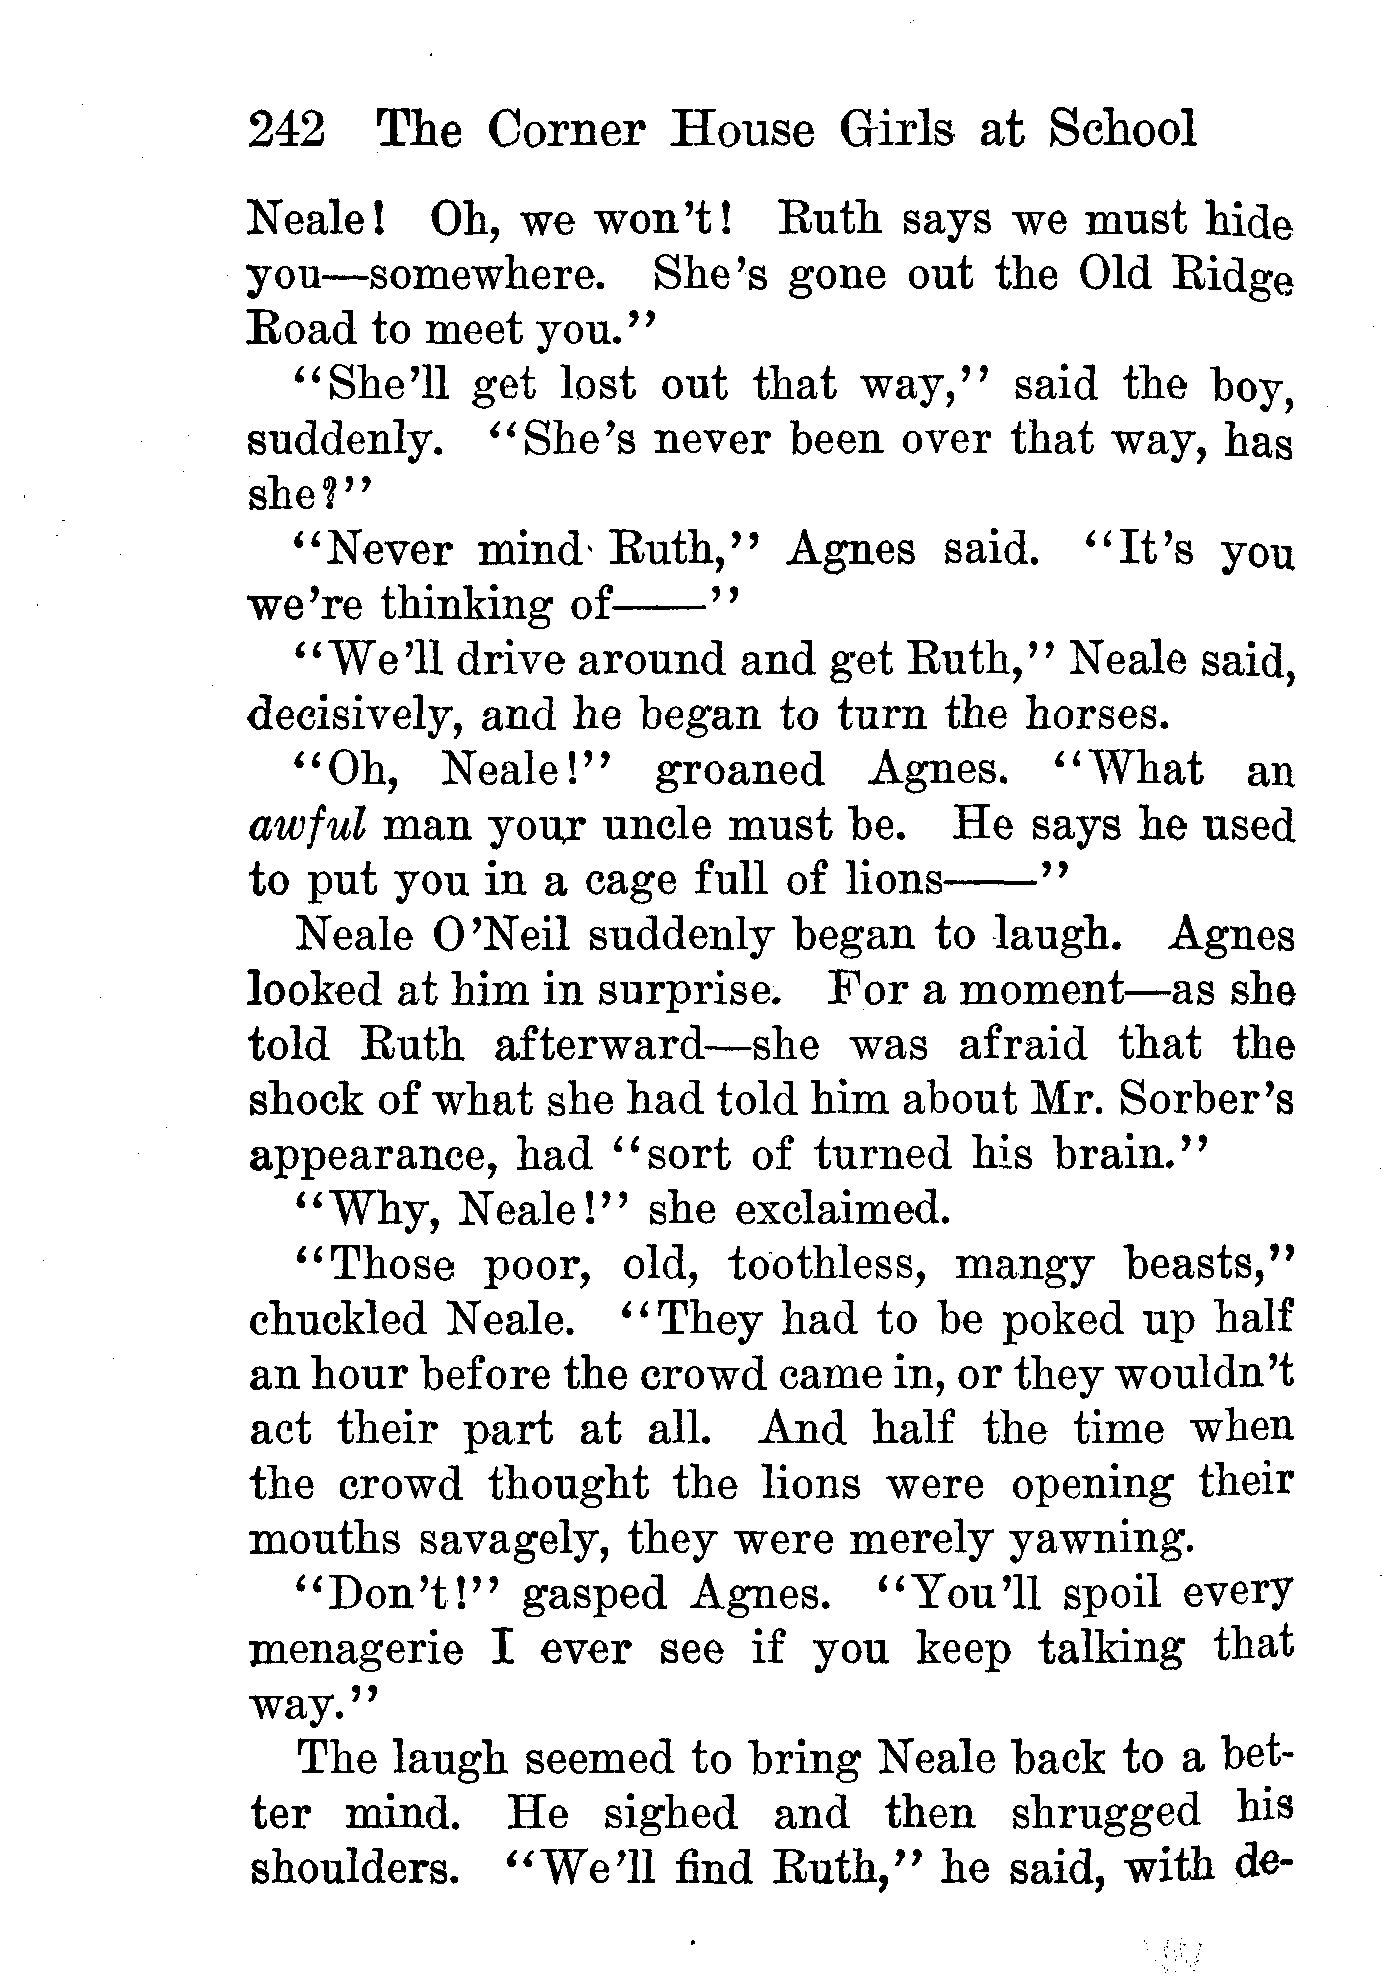 242 The Corner House Girls at School
Neale! Oh, we won't! Ruth says we must hide
you—somewhere. She's gone out the Old Ridge
Road to meet you."
"She'll get lost out that way," said the boy,
suddenly. "She's never been over that way, has
she?"
"Never mind Ruth," Agnes said. "It's you
we're thinking of——"
"We'll drive around and get Ruth," Neale said,
decisively, and he began to turn the horses.
"Oh, Neale!" groaned Agnes. "What an
awful man your uncle must be. He says he used
to put you in a cage full of lions——"
Neale O'Neil suddenly began to laugh. Agnes
looked at him in surprise. For a moment—as she
told Ruth afterward—she was afraid that the
shock of what she had told him about Mr. Sorber's
appearance, had "sort of turned his brain."
"Why, Neale!" she exclaimed.
"Those poor, old, toothless, mangy beasts,"
chuckled Neale. "They had to be poked up half
an hour before the crowd came in, or they wouldn't
act their part at all. And half the time when
the crowd thought the lions were opening their
mouths savagely, they were merely yawning.
"Don't!" gasped Agnes. "You'll spoil every
menagerie I ever see if you keep talking that
way."
The laugh seemed to bring Neale back to a bet-
ter mind. He sighed and then shrugged his
shoulders. "We'll find Ruth," he said, with de-